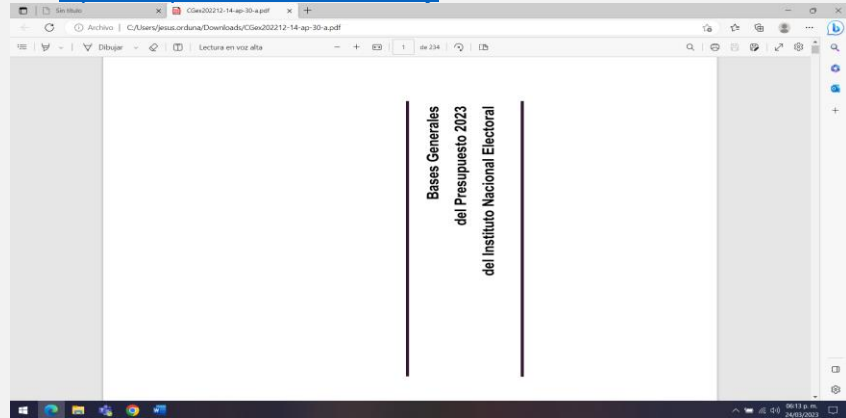 Sin título
CGex202212-14-ap-30-a.pdf
Archivo
C:/Users/jesus.orduna/Downloads/CGex202212-14-ap-30-a.pdf
Dibujar
Lectura en voz alta
1
de 234
Bases Generales
del Presupuesto 2023
del Instituto Nacional Electoral
06:13 p. m.
24/03/2023